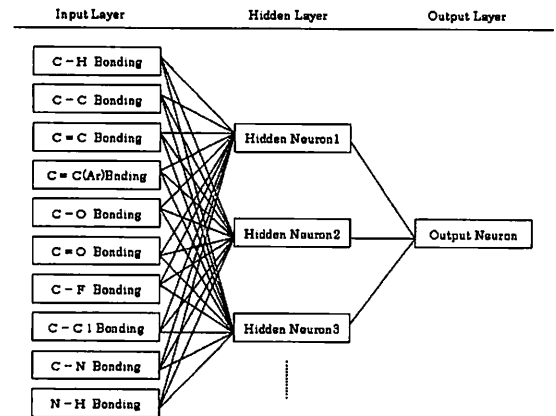 Input Layer Hidden Layer Output Layer
C - H Bonding
C - C Bonding
C = C Bonding
Hidden Neuron1
C = C(Ar)Bnding
C - O Bonding
Hidden Neuron2
Output Neuron
C = O Bonding
C - F Bonding
C - C l Bonding
Hidden Neuron3
C - N Bonding
N - H Bonding